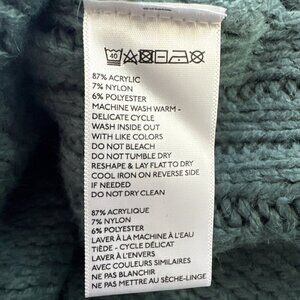 40
87% ACRYLIC
7% NYLON
6% POLYESTER
MACHINE WASH WARM -
DELICATE CYCLE
WASH INSIDE OUT
WITH LIKE COLORS
DO NOT BLEACH
DO NOT TUMBLE DRY
RESHAPE & LAY FLAT TO DRY
COOL IRON ON REVERSE SIDE
IF NEEDED
DO NOT DRY CLEAN
87% ACRYLIQUE
7% NYLON
6% POLYESTER
LAVER À LA MACHINE À L'EAU
TIÈDE - CYCLE DÉLICAT
LAVER À L'ENVERS
AVEC COULEURS SIMILAIRES
NE PAS BLANCHIR
NE PAS METTRE AU SÈCHE-LINGE